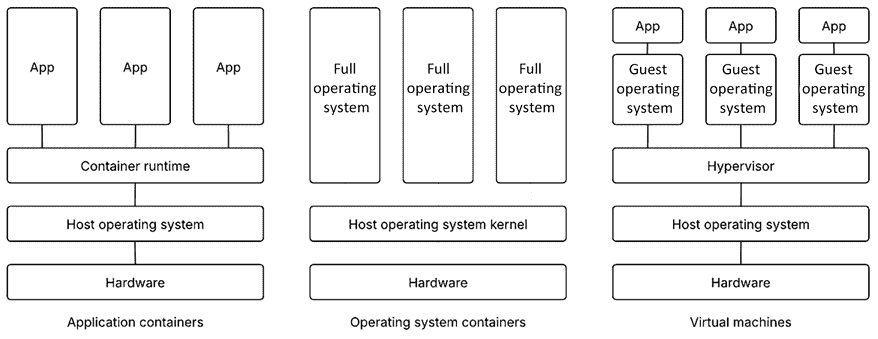 App
App
App
Container runtime
Host operating system
Hardware
Application containers
Full
operating
system
Full
operating
system
Full
operating
system
Host operating system kernel
Hardware
Operating system containers
App
App
App
Guest
operating
system
Guest
operating
system
Guest
operating
system
Hypervisor
Host operating system
Hardware
Virtual machines